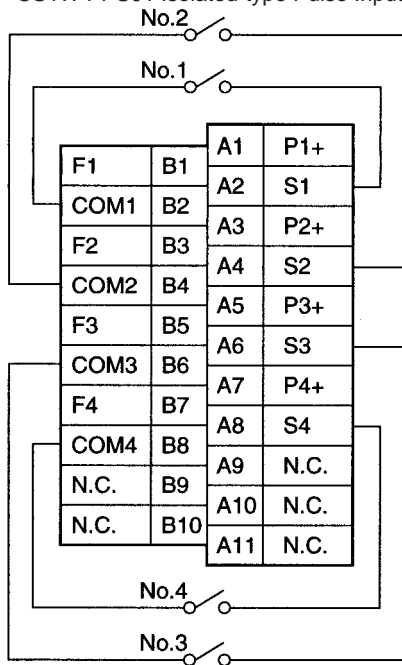 Isolated-type Pulse Input
No.2
No.1
A1 P1+
F1 B1
A2 S1
COM1 B2
A3 P2+
F2 B3
A4 S2
COM2 B4
A5 P3+
F3 B5
A6 S3
COM3 B6
A7 P4+
F4 B7
A8 S4
COM4 B8
A9 N.C.
N.C. B9
A10 N.C.
N.C. B10
A11 N.C.
No.4
No.3